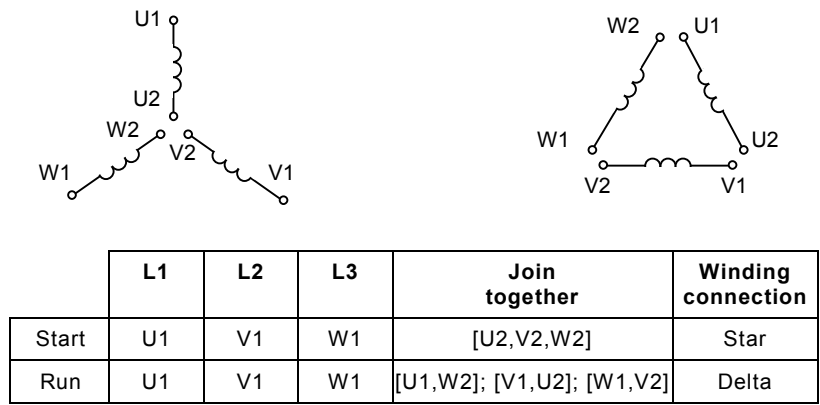 U1
U2
W2
V2
W1
V1
W2
U1
W1
U2
V2
V1
L1 L2 L3 Join together Winding connection
Start U1 V1 W1 [U2,V2,W2] Star
Run U1 V1 W1 [U1,W2]; [V1,U2]; [W1,V2] Delta